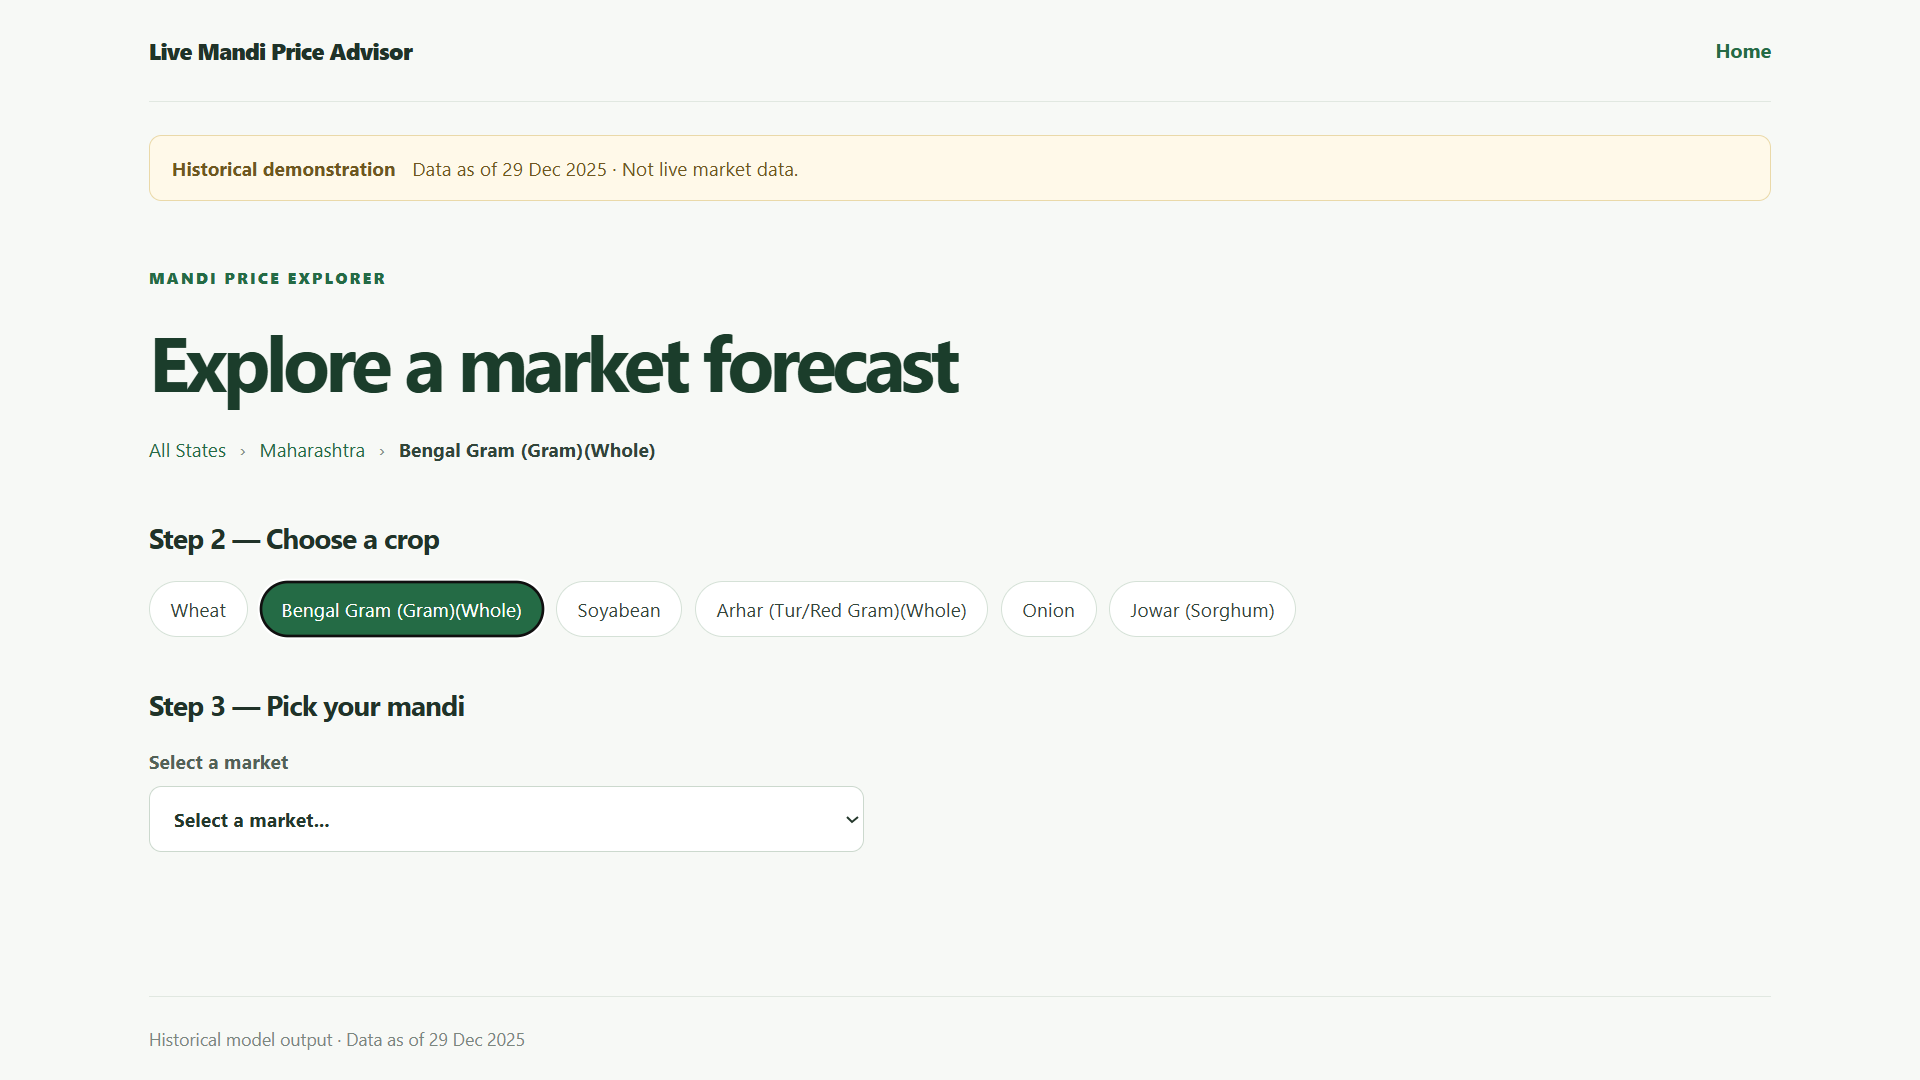 Live Mandi Price Advisor
Home
Historical demonstration Data as of 29 Dec 2025 · Not live market data.
MANDI PRICE EXPLORER
Explore a market forecast
All States › Maharashtra › Bengal Gram (Gram)(Whole)
Step 2 — Choose a crop
Wheat
Bengal Gram (Gram)(Whole)
Soyabean
Arhar (Tur/Red Gram)(Whole)
Onion
Jowar (Sorghum)
Step 3 — Pick your mandi
Select a market
Select a market...
Historical model output · Data as of 29 Dec 2025